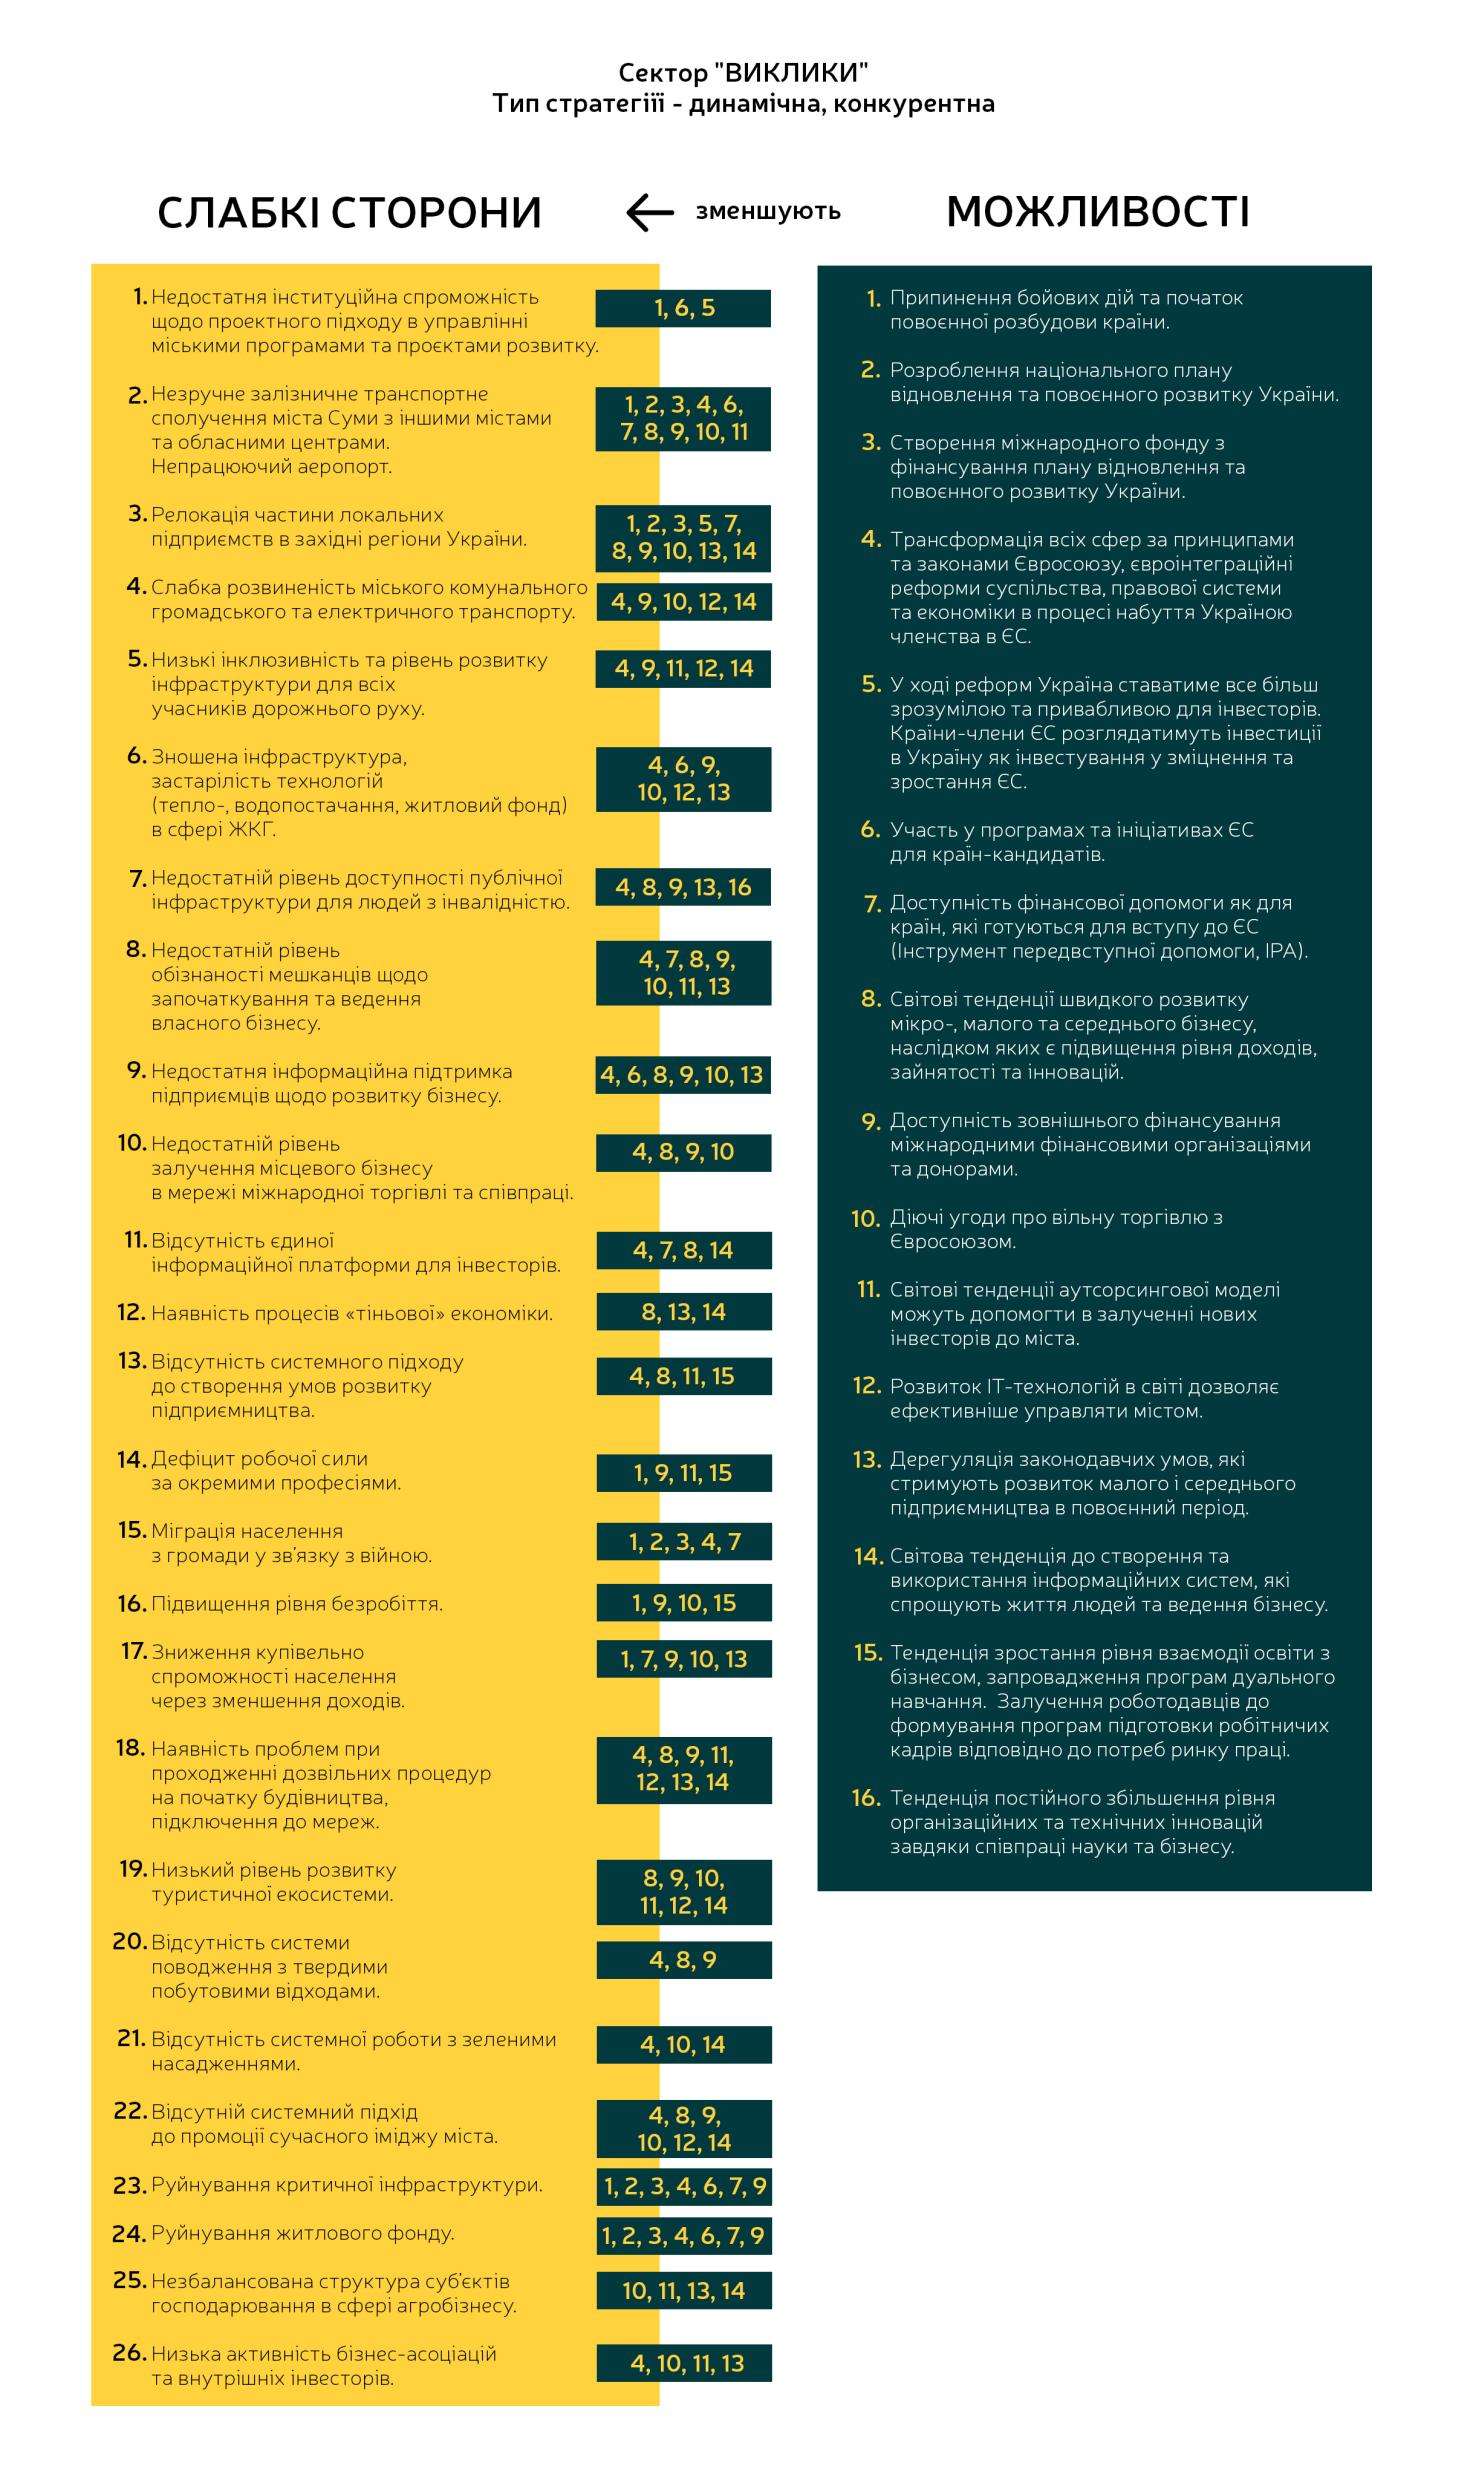 Сектор "ВИКЛИКИ"
Тип стратегіїї - динамічна, конкурентна
СЛАБКІ СТОРОНИ
← зменшують
МОЖЛИВОСТІ
1. Недостатня інституційна спроможність
щодо проектного підходу в управлінні
міськими програмами та проєктами розвитку.
1, 6, 5
2. Незручне залізничне транспортне
сполучення міста Суми з іншими містами
та обласними центрами.
Непрацюючий аеропорт.
1, 2, 3, 4, 6,
7, 8, 9, 10, 11
3. Релокація частини локальних
підприємств в західні регіони України.
1, 2, 3, 5, 7,
8, 9, 10, 13, 14
4. Слабка розвиненість міського комунального
громадського та електричного транспорту.
4, 9, 10, 12, 14
5. Низькі інклюзивність та рівень розвитку
інфраструктури для всіх
учасників дорожнього руху.
4, 9, 11, 12, 14
6. Зношена інфраструктура,
застарілість технологій
(тепло-, водопостачання, житловий фонд)
в сфері ЖКГ.
4, 6, 9,
10, 12, 13
7. Недостатній рівень доступності публічної
інфраструктури для людей з інвалідністю.
4, 8, 9, 13, 16
8. Недостатній рівень
обізнаності мешканців щодо
започаткування та ведення
власного бізнесу.
4, 7, 8, 9,
10, 11, 13
9. Недостатня інформаційна підтримка
підприємців щодо розвитку бізнесу.
4, 6, 8, 9, 10, 13
10. Недостатній рівень
залучення місцевого бізнесу
в мережі міжнародної торгівлі та співпраці.
4, 8, 9, 10
11. Відсутність єдиної
інформаційної платформи для інвесторів.
4, 7, 8, 14
12. Наявність процесів «тіньової» економіки.
8, 13, 14
13. Відсутність системного підходу
до створення умов розвитку
підприємництва.
4, 8, 11, 15
14. Дефіцит робочої сили
за окремими професіями.
1, 9, 11, 15
15. Міграція населення
з громади у зв'язку з війною.
1, 2, 3, 4, 7
16. Підвищення рівня безробіття.
1, 9, 10, 15
17. Зниження купівельно
спроможності населення
через зменшення доходів.
1, 7, 9, 10, 13
18. Наявність проблем при
проходженні дозвільних процедур
на початку будівництва,
підключення до мереж.
4, 8, 9, 11,
12, 13, 14
19. Низький рівень розвитку
туристичної екосистеми.
8, 9, 10,
11, 12, 14
20. Відсутність системи
поводження з твердими
побутовими відходами.
4, 8, 9
21. Відсутність системної роботи з зеленими
насадженнями.
4, 10, 14
22. Відсутній системний підхід
до промоції сучасного іміджу міста.
4, 8, 9,
10, 12, 14
23. Руйнування критичної інфраструктури.
1, 2, 3, 4, 6, 7, 9
24. Руйнування житлового фонду.
1, 2, 3, 4, 6, 7, 9
25. Незбалансована структура суб'єктів
господарювання в сфері агробізнесу.
10, 11, 13, 14
26. Низька активність бізнес-асоціацій
та внутрішніх інвесторів.
4, 10, 11, 13
1. Припинення бойових дій та початок
повоєнної розбудови країни.
2. Розроблення національного плану
відновлення та повоєнного розвитку України.
3. Створення міжнародного фонду з
фінансування плану відновлення та
повоєнного розвитку України.
4. Трансформація всіх сфер за принципами
та законами Євросоюзу, євроінтеграційні
реформи суспільства, правової системи
та економіки в процесі набуття Україною
членства в ЄС.
5. У ході реформ Україна ставатиме все більш
зрозумілою та привабливою для інвесторів.
Країни-члени ЄС розглядатимуть інвестиції
в Україну як інвестування у зміцнення та
зростання ЄС.
6. Участь у програмах та ініціативах ЄС
для країн-кандидатів.
7. Доступність фінансової допомоги як для
країн, які готуються для вступу до ЄС
(Інструмент передвступної допомоги, IPA).
8. Світові тенденції швидкого розвитку
мікро-, малого та середнього бізнесу,
наслідком яких є підвищення рівня доходів,
зайнятості та інновацій.
9. Доступність зовнішнього фінансування
міжнародними фінансовими організаціями
та донорами.
10. Діючі угоди про вільну торгівлю з
Євросоюзом.
11. Світові тенденції аутсорсингової моделі
можуть допомогти в залученні нових
інвесторів до міста.
12. Розвиток ІТ-технологій в світі дозволяє
ефективніше управляти містом.
13. Дерегуляція законодавчих умов, які
стримують розвиток малого і середнього
підприємництва в повоєнний період.
14. Світова тенденція до створення та
використання інформаційних систем, які
спрощують життя людей та ведення бізнесу.
15. Тенденція зростання рівня взаємодії освіти з
бізнесом, запровадження програм дуального
навчання.  Залучення роботодавців до
формування програм підготовки робітничих
кадрів відповідно до потреб ринку праці.
16. Тенденція постійного збільшення рівня
організаційних та технічних інновацій
завдяки співпраці науки та бізнесу.